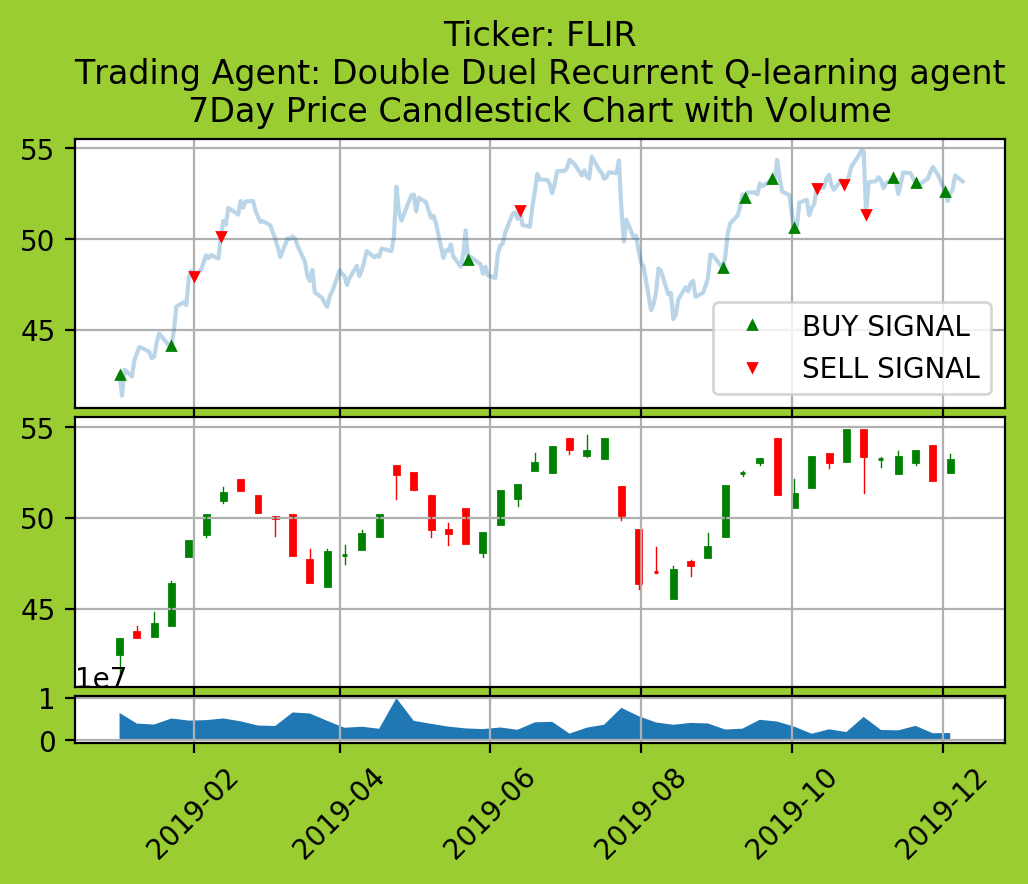 Ticker: FLIR
Trading Agent: Double Duel Recurrent Q-learning agent
7Day Price Candlestick Chart with Volume
55
50
45
BUY SIGNAL
SELL SIGNAL
55
50
45
1e7
1
0
2019-02
2019-04
2019-06
2019-08
2019-10
2019-12